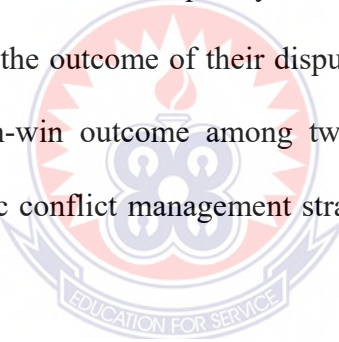 the outcome of their dispu
n-win outcome among tw
c conflict management stra
EDUCATION FOR SERVICE